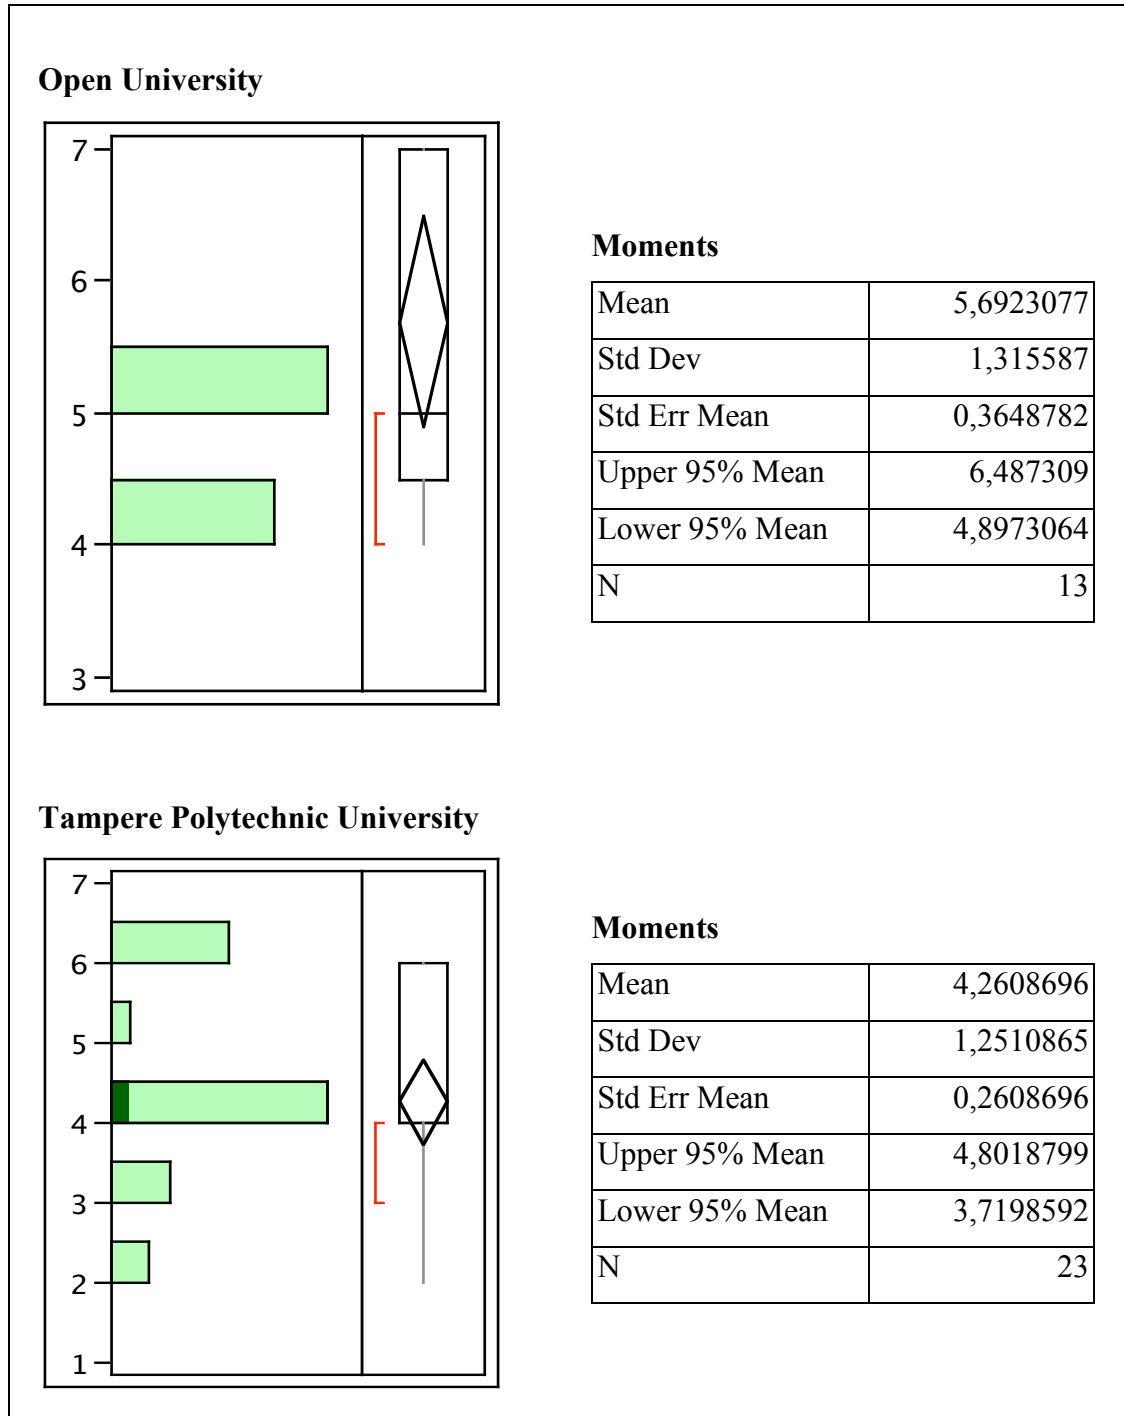 Open University
7
6
5
4
3
Moments
Mean 5,6923077
Std Dev 1,315587
Std Err Mean 0,3648782
Upper 95% Mean 6,487309
Lower 95% Mean 4,8973064
N 13
Tampere Polytechnic University
7
6
5
4
3
2
1
Moments
Mean 4,2608696
Std Dev 1,2510865
Std Err Mean 0,2608696
Upper 95% Mean 4,8018799
Lower 95% Mean 3,7198592
N 23